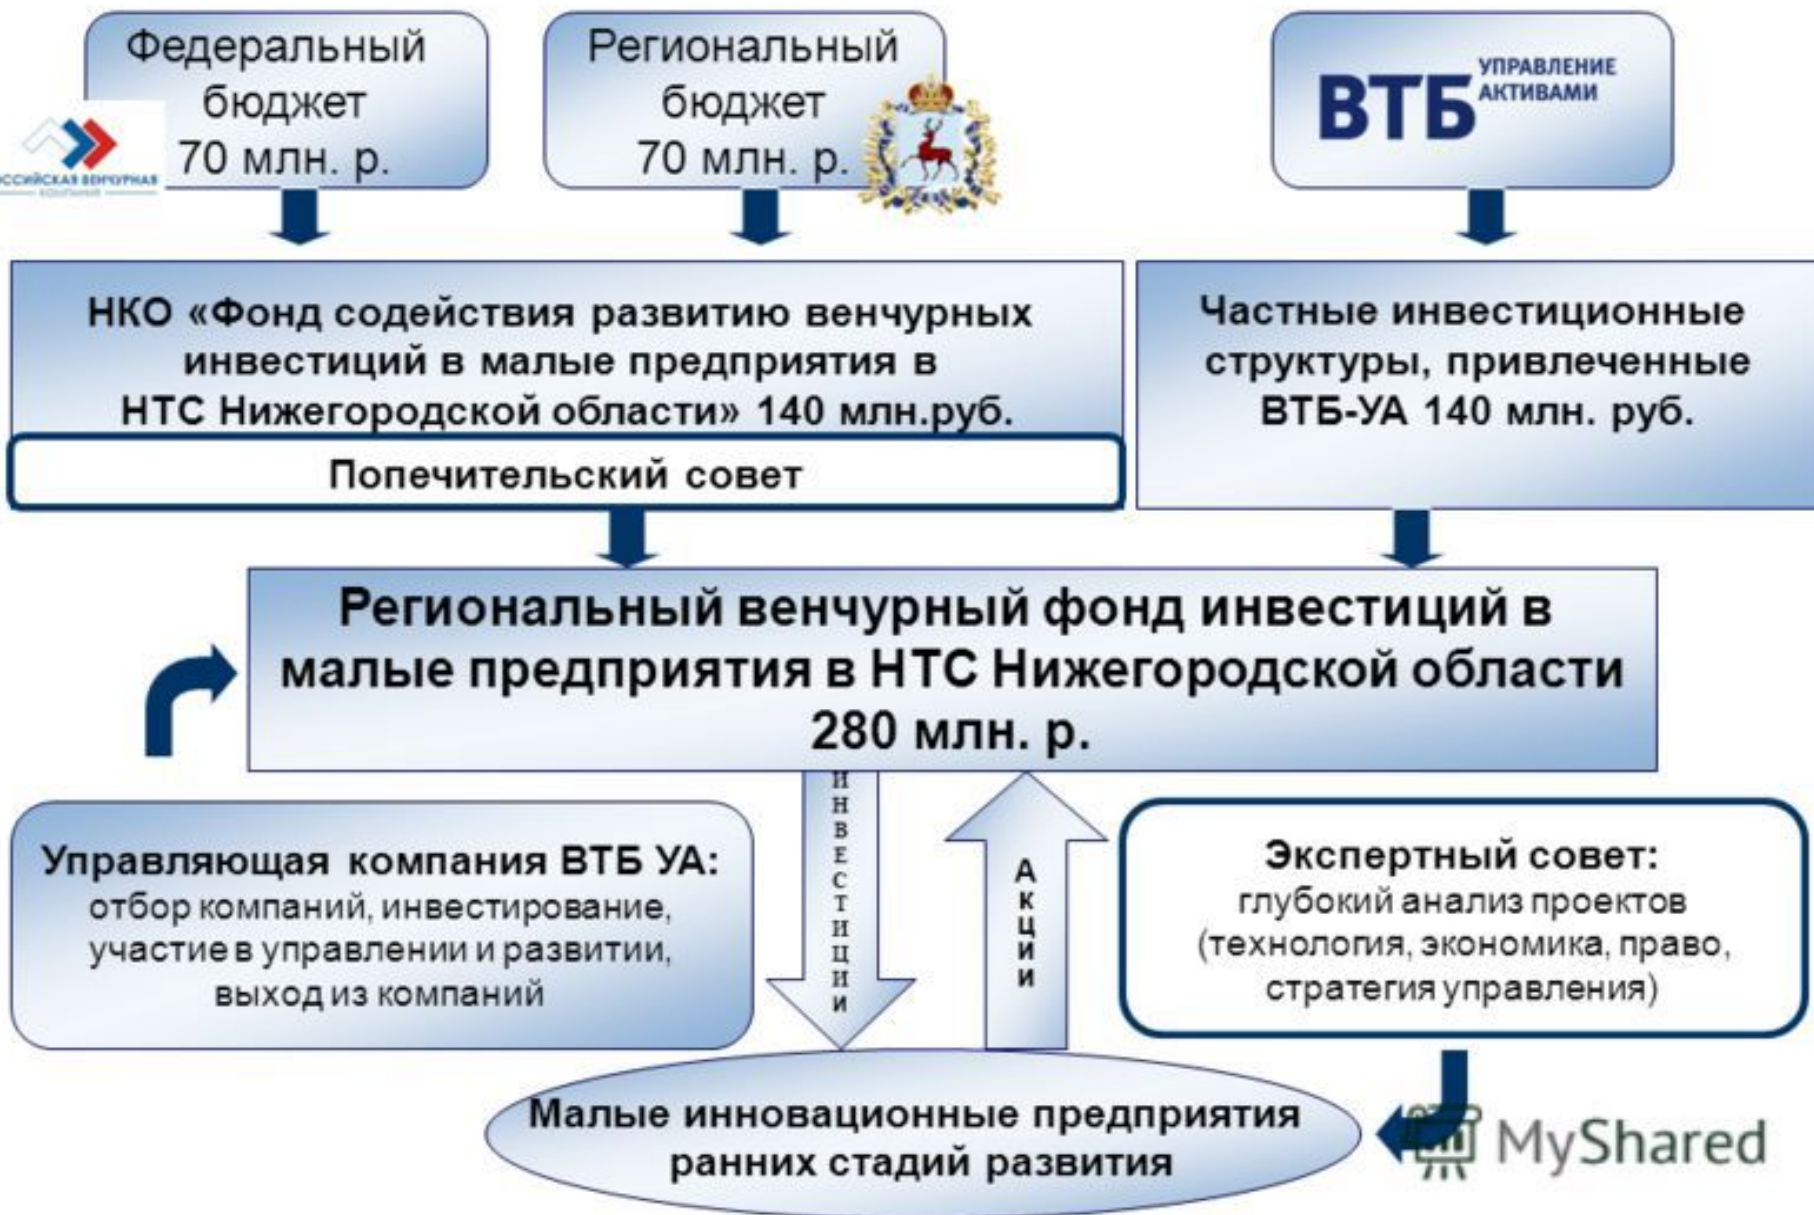 Федеральный
бюджет
70 млн. р.
Региональный
бюджет
70 млн. р.
ВТБ
УПРАВЛЕНИЕ
АКТИВАМИ
ОССИЙСКАЯ ВЕНЧУРНАЯ
КОМПАНИЯ
НКО «Фонд содействия развитию венчурных
инвестиций в малые предприятия в
НТС Нижегородской области» 140 млн.руб.
Попечительский совет
Частные инвестиционные
структуры, привлеченные
ВТБ-УА 140 млн. руб.
Региональный венчурный фонд инвестиций в
малые предприятия в НТС Нижегородской области
280 млн. р.
Управляющая компания ВТБ УА:
отбор компаний, инвестирование,
участие в управлении и развитии,
выход из компаний
ИНВЕСТИЦИИ
Акции
Экспертный совет:
глубокий анализ проектов
(технология, экономика, право,
стратегия управления)
Малые инновационные предприятия
ранних стадий развития
MyShared